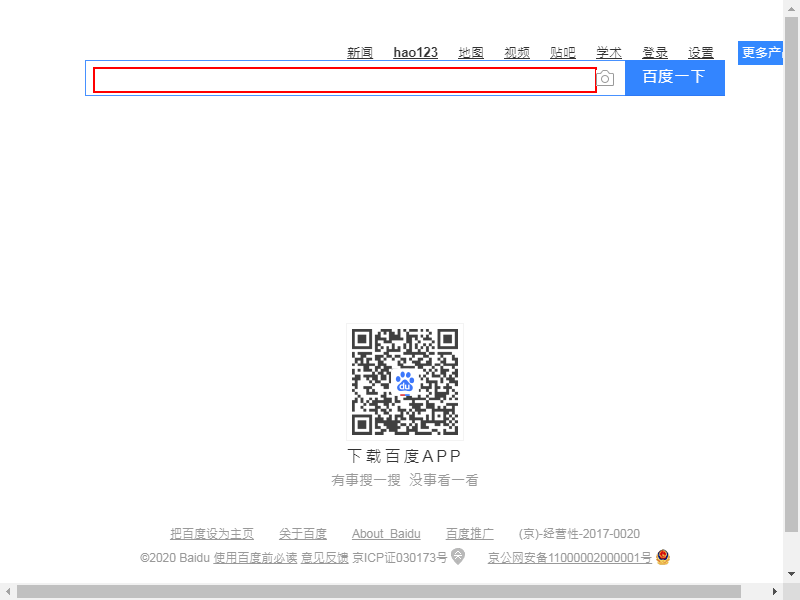 新闻 hao123 地图 视频 贴吧 学术 登录 设置 更多产
百度一下
du
下载百度APP
有事搜一搜 没事看一看
把百度设为主页 关于百度 About Baidu 百度推广 (京)-经营性-2017-0020
©2020 Baidu 使用百度前必读 意见反馈 京ICP证030173号 京公网安备11000002000001号